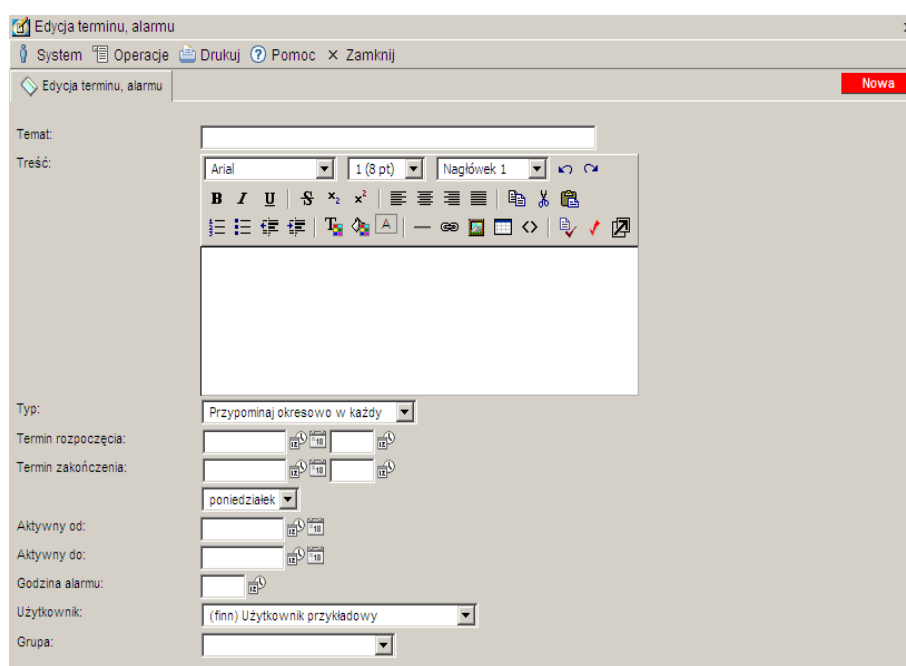 Edycja terminu, alarmu
System Operacje Drukuj Pomoc Zamknij
Edycja terminu, alarmu Nowa
Temat:
Treść:
Arial 1 (8 pt) Nagłówek 1
B I U S x₂ x²
T A
Typ: Przypominaj okresowo w każdy
Termin rozpoczęcia:
Termin zakończenia:
poniedziałek
Aktywny od:
Aktywny do:
Godzina alarmu:
Użytkownik: (finn) Użytkownik przykładowy
Grupa: